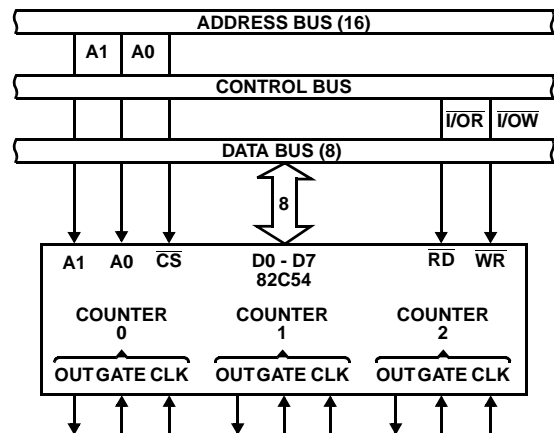 ADDRESS BUS (16)
A1 A0
CONTROL BUS
I/OR I/OW
DATA BUS (8)
8
A1 A0 CS D0 - D7 RD WR
82C54
COUNTER COUNTER COUNTER
0 1 2
OUT GATE CLK OUT GATE CLK OUT GATE CLK